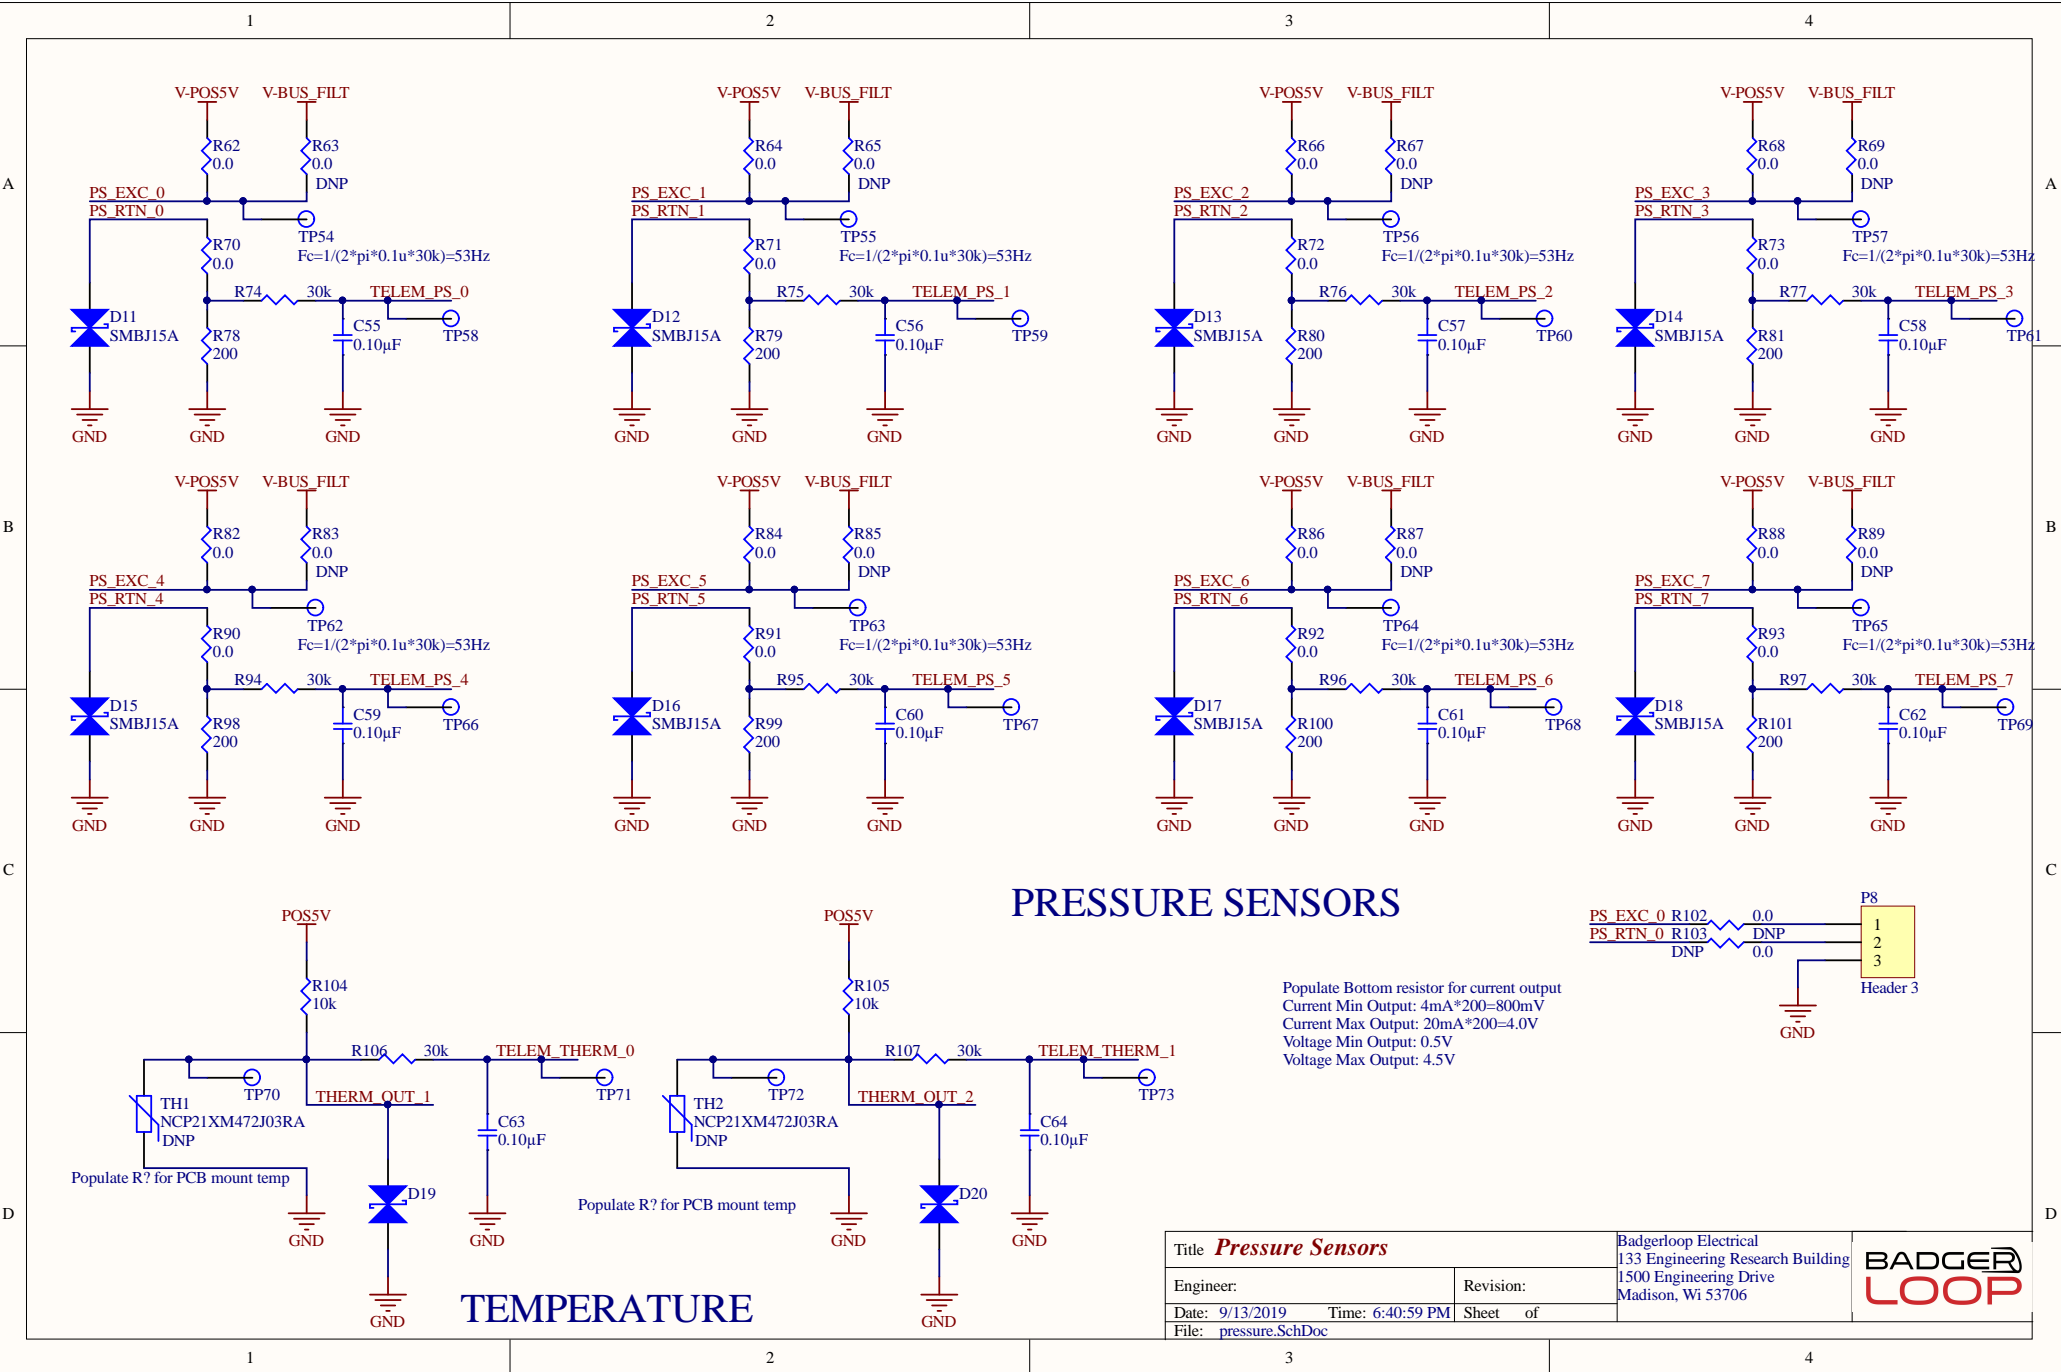 1 2 3 4
A A
B B
C C
D D
1 2 3 4
V-POS5V V-BUS_FILT
R62 0.0
R63 0.0
DNP
PS_EXC_0
PS_RTN_0
TP54
R70 0.0
Fc=1/(2*pi*0.1u*30k)=53Hz
R74 30k TELEM_PS_0
D11 SMBJ15A
R78 200
C55 0.10µF
TP58
GND GND GND
V-POS5V V-BUS_FILT
R64 0.0
R65 0.0
DNP
PS_EXC_1
PS_RTN_1
TP55
R71 0.0
Fc=1/(2*pi*0.1u*30k)=53Hz
R75 30k TELEM_PS_1
D12 SMBJ15A
R79 200
C56 0.10µF
TP59
GND GND GND
V-POS5V V-BUS_FILT
R66 0.0
R67 0.0
DNP
PS_EXC_2
PS_RTN_2
TP56
R72 0.0
Fc=1/(2*pi*0.1u*30k)=53Hz
R76 30k TELEM_PS_2
D13 SMBJ15A
R80 200
C57 0.10µF
TP60
GND GND GND
V-POS5V V-BUS_FILT
R68 0.0
R69 0.0
DNP
PS_EXC_3
PS_RTN_3
TP57
R73 0.0
Fc=1/(2*pi*0.1u*30k)=53Hz
R77 30k TELEM_PS_3
D14 SMBJ15A
R81 200
C58 0.10µF
TP61
GND GND GND
V-POS5V V-BUS_FILT
R82 0.0
R83 0.0
DNP
PS_EXC_4
PS_RTN_4
TP62
R90 0.0
Fc=1/(2*pi*0.1u*30k)=53Hz
R94 30k TELEM_PS_4
D15 SMBJ15A
R98 200
C59 0.10µF
TP66
GND GND GND
V-POS5V V-BUS_FILT
R84 0.0
R85 0.0
DNP
PS_EXC_5
PS_RTN_5
TP63
R91 0.0
Fc=1/(2*pi*0.1u*30k)=53Hz
R95 30k TELEM_PS_5
D16 SMBJ15A
R99 200
C60 0.10µF
TP67
GND GND GND
V-POS5V V-BUS_FILT
R86 0.0
R87 0.0
DNP
PS_EXC_6
PS_RTN_6
TP64
R92 0.0
Fc=1/(2*pi*0.1u*30k)=53Hz
R96 30k TELEM_PS_6
D17 SMBJ15A
R100 200
C61 0.10µF
TP68
GND GND GND
V-POS5V V-BUS_FILT
R88 0.0
R89 0.0
DNP
PS_EXC_7
PS_RTN_7
TP65
R93 0.0
Fc=1/(2*pi*0.1u*30k)=53Hz
R97 30k TELEM_PS_7
D18 SMBJ15A
R101 200
C62 0.10µF
TP69
GND GND GND
PRESSURE SENSORS
P8
PS_EXC_0 R102 0.0 1
PS_RTN_0 R103 DNP 2
DNP 0.0 3
Header 3
GND
Populate Bottom resistor for current output
Current Min Output: 4mA*200=800mV
Current Max Output: 20mA*200=4.0V
Voltage Min Output: 0.5V
Voltage Max Output: 4.5V
POS5V
R104
10k
R106 30k TELEM_THERM_0
TP70 TP71
THERM_OUT_1
TH1
NCP21XM472J03RA
DNP
C63
0.10µF
Populate R? for PCB mount temp
D19
GND GND
GND
POS5V
R105
10k
R107 30k TELEM_THERM_1
TP72 TP73
THERM_OUT_2
TH2
NCP21XM472J03RA
DNP
C64
0.10µF
Populate R? for PCB mount temp
D20
GND GND
GND
TEMPERATURE
Title Pressure Sensors
Engineer: Revision:
Date: 9/13/2019 Time: 6:40:59 PM Sheet of
File: pressure.SchDoc
Badgerloop Electrical
133 Engineering Research Building
1500 Engineering Drive
Madison, Wi 53706
BADGER
LOOP